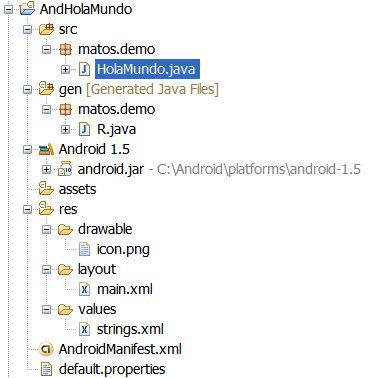 AndHolaMundo
src
matos.demo
HolaMundo.java
gen [Generated Java Files]
matos.demo
R.java
Android 1.5
android.jar - C:\Android\platforms\android-1.5
assets
res
drawable
icon.png
layout
main.xml
values
strings.xml
AndroidManifest.xml
default.properties